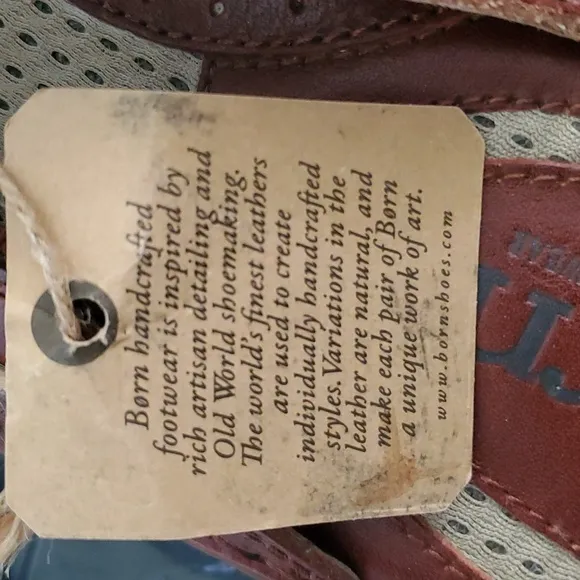 Børn handcrafted
footwear is inspired by
rich artisan detailing and
Old World shoemaking.
The world's finest leathers
are used to create
individually handcrafted
styles. Variations in the
leather are natural, and
make each pair of Børn
a unique work of art.
www.bornshoes.com